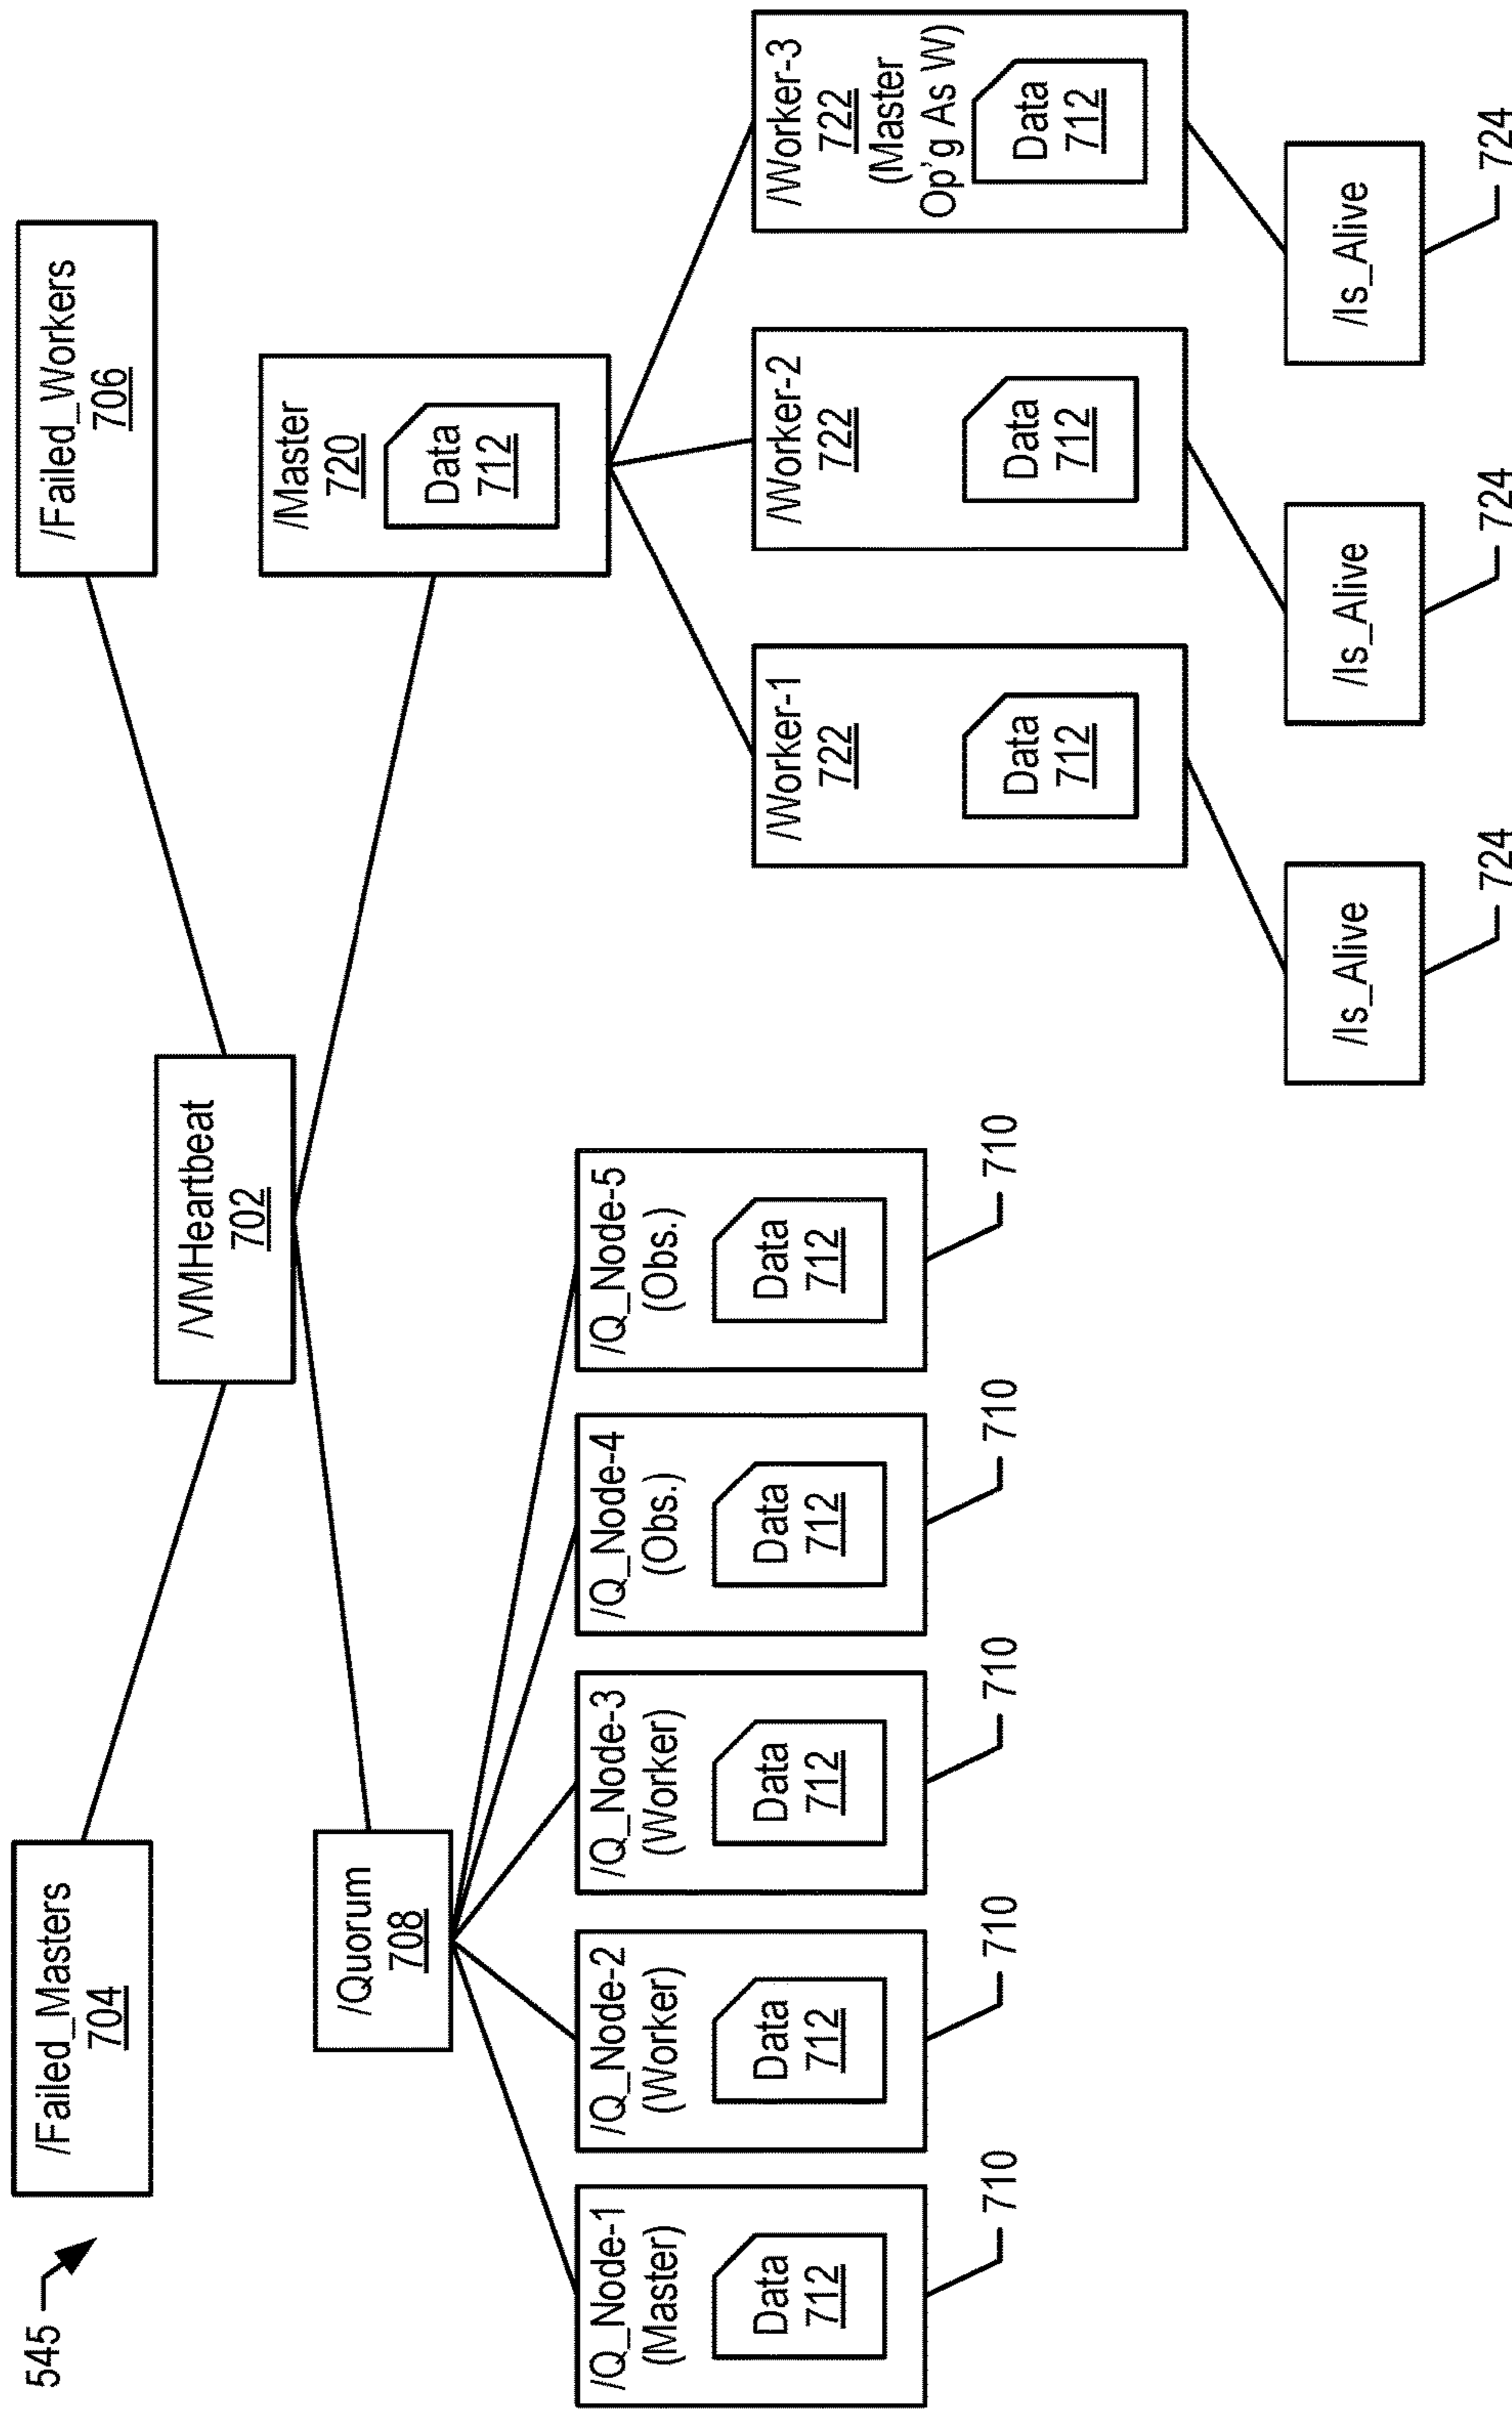 545
/Failed_Masters
704
/VMHeartbeat
702
/Failed_Workers
706
/Quorum
708
/Master
720
Data
712
/Q_Node-1
(Master)
Data
712
710
/Q_Node-2
(Worker)
Data
712
710
/Q_Node-3
(Worker)
Data
712
710
/Q_Node-4
(Obs.)
Data
712
710
/Q_Node-5
(Obs.)
Data
712
710
/Worker-1
722
Data
712
/Worker-2
722
Data
712
/Worker-3
722
(Master
Op'g As W)
Data
712
/Is_Alive
724
/Is_Alive
724
/Is_Alive
724